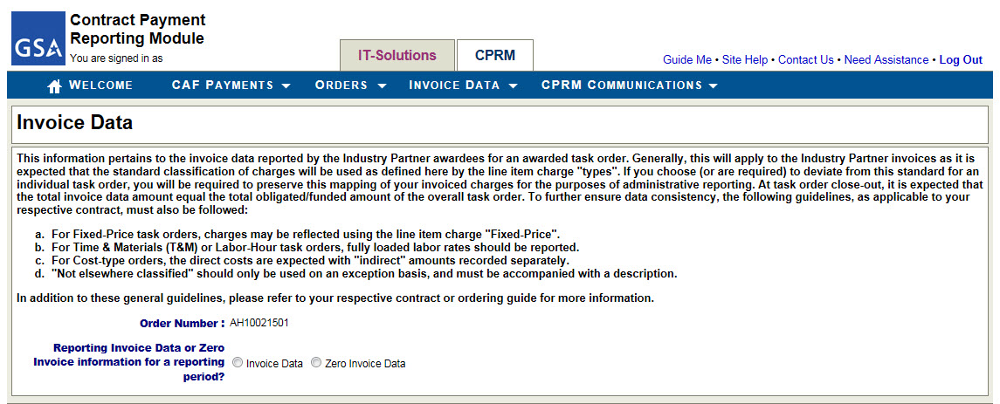 GSA
Contract Payment
Reporting Module
You are signed in as
IT-Solutions
CPRM
Guide Me • Site Help • Contact Us • Need Assistance • Log Out
WELCOME CAF PAYMENTS ORDERS INVOICE DATA CPRM COMMUNICATIONS
Invoice Data
This information pertains to the invoice data reported by the Industry Partner awardees for an awarded task order. Generally, this will apply to the Industry Partner invoices as it is
expected that the standard classification of charges will be used as defined here by the line item charge "types". If you choose (or are required) to deviate from this standard for an
individual task order, you will be required to preserve this mapping of your invoiced charges for the purposes of administrative reporting. At task order close-out, it is expected that
the total invoice data amount equal the total obligated/funded amount of the overall task order. To further ensure data consistency, the following guidelines, as applicable to your
respective contract, must also be followed:
a. For Fixed-Price task orders, charges may be reflected using the line item charge "Fixed-Price".
b. For Time & Materials (T&M) or Labor-Hour task orders, fully loaded labor rates should be reported.
c. For Cost-type orders, the direct costs are expected with "indirect" amounts recorded separately.
d. "Not elsewhere classified" should only be used on an exception basis, and must be accompanied with a description.
In addition to these general guidelines, please refer to your respective contract or ordering guide for more information.
Order Number : AH10021501
Reporting Invoice Data or Zero
Invoice information for a reporting
period?
Invoice Data Zero Invoice Data